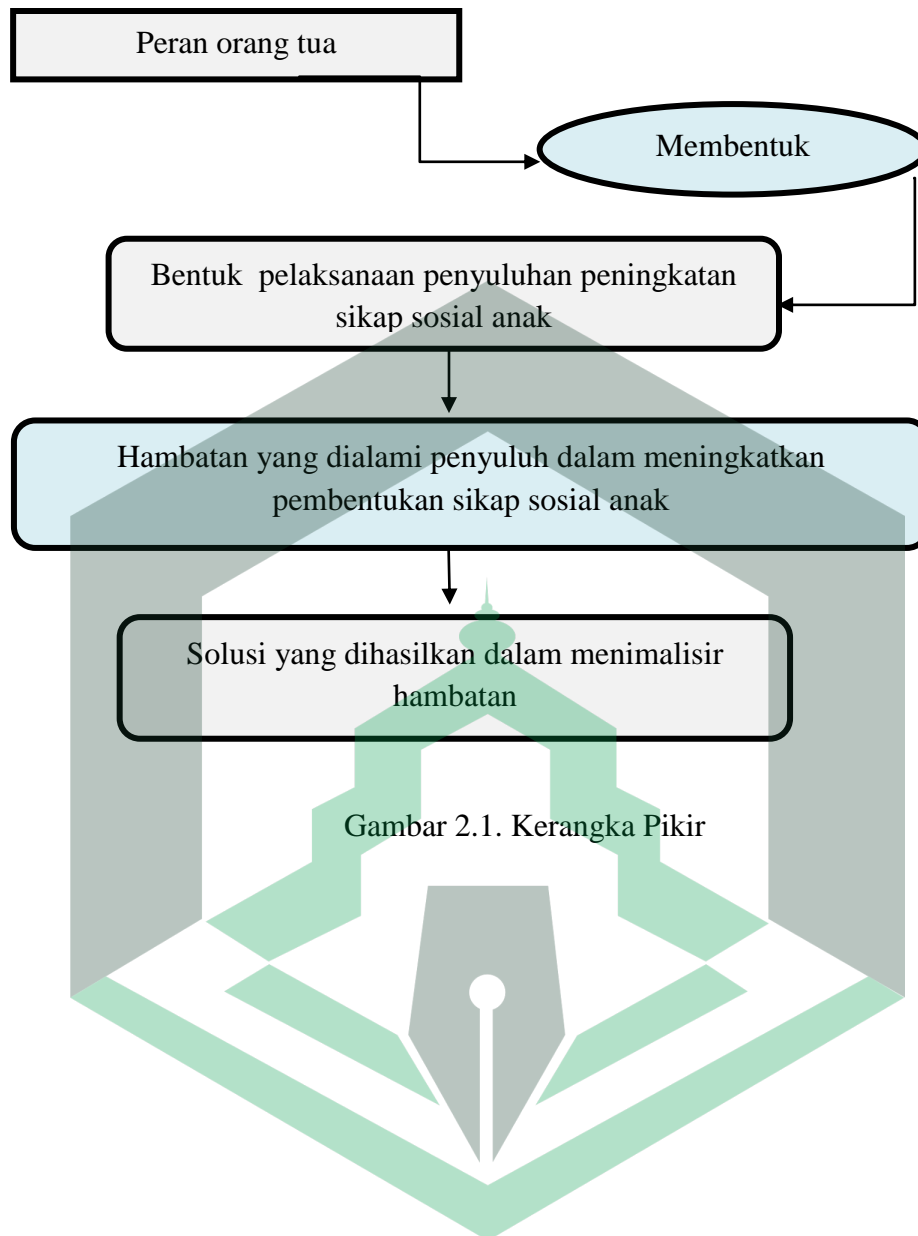 Peran orang tua
Membentuk
Bentuk pelaksanaan penyuluhan peningkatan
sikap sosial anak
Hambatan yang dialami penyuluh dalam meningkatkan
pembentukan sikap sosial anak
Solusi yang dihasilkan dalam menimalisir
hambatan
Gambar 2.1. Kerangka Pikir